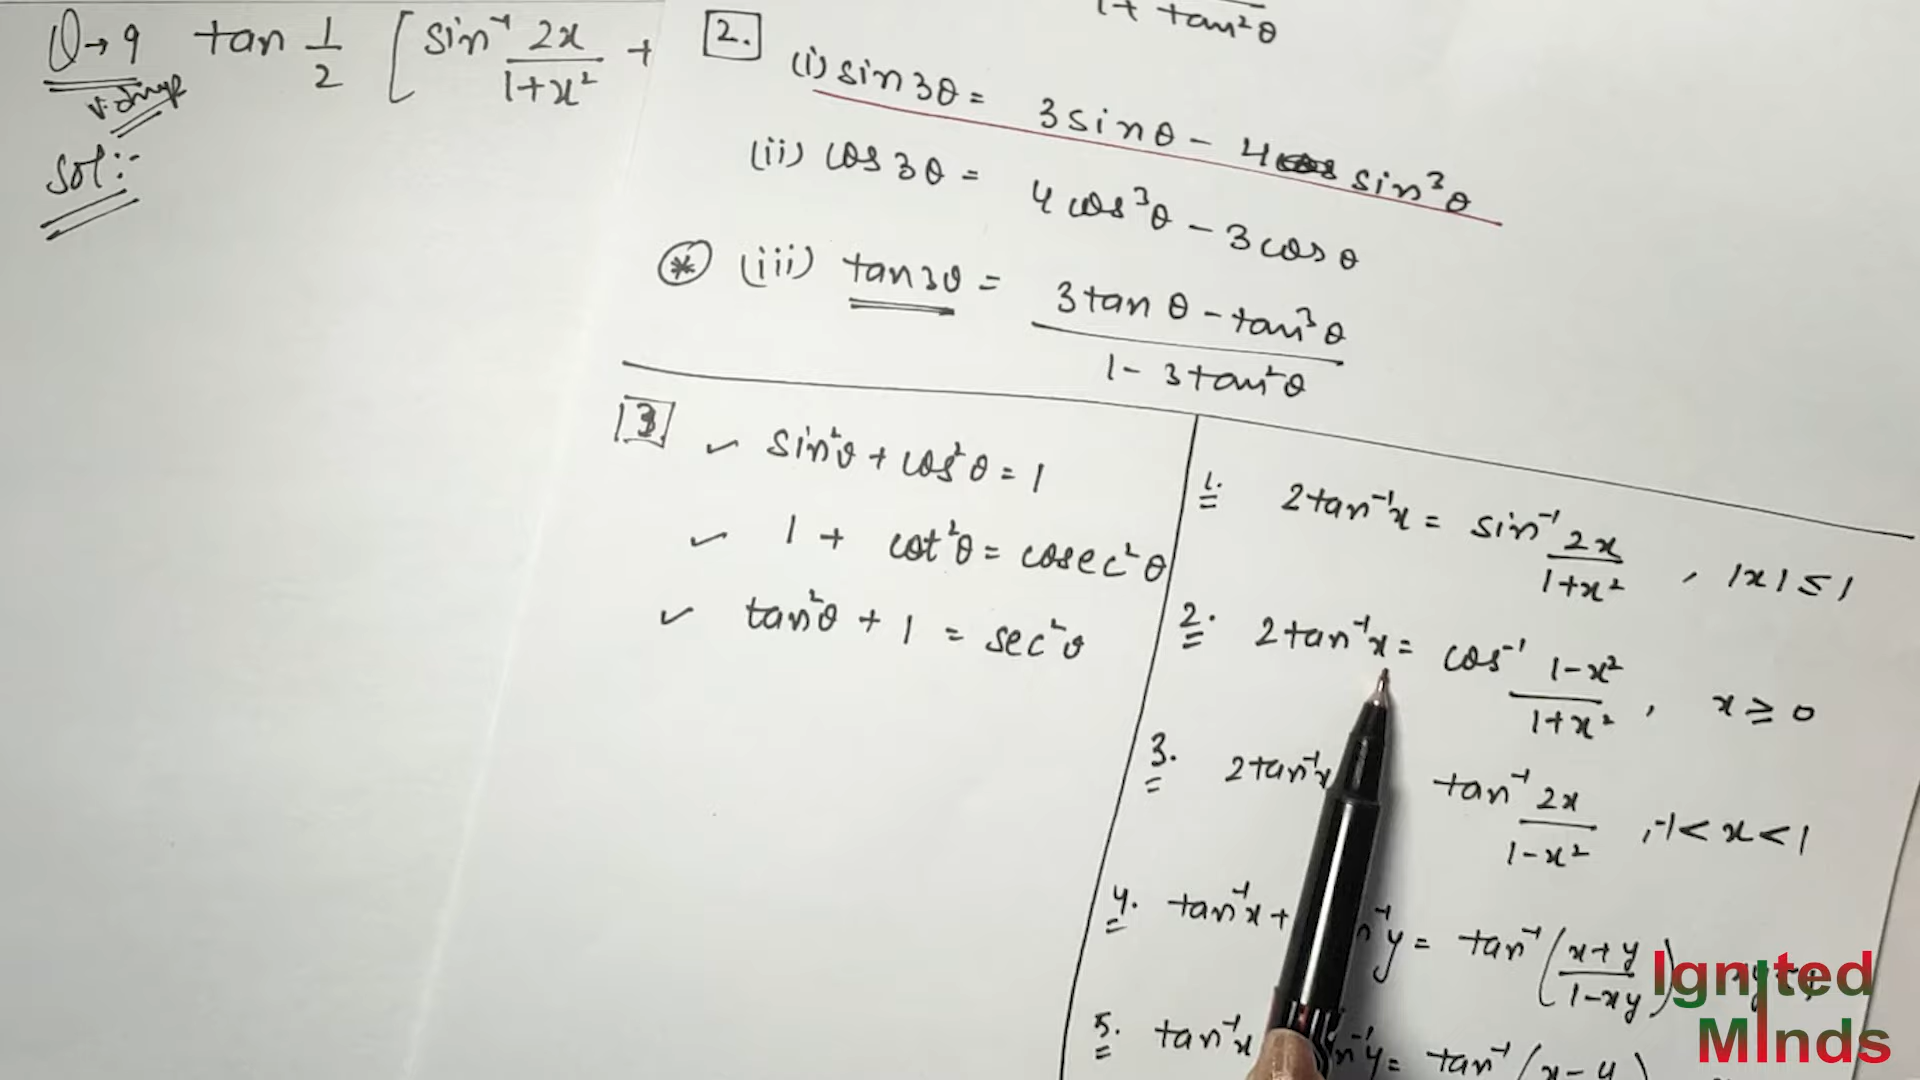 Q→9 tan 1/2 [ sin⁻¹ 2x/1+x² +
v.imp
Sol:-
1+ tan²θ
2.
(i) sin3θ = 3sinθ - 4 sin³θ
(ii) cos3θ = 4cos³θ - 3cosθ
* (iii) tan3θ = 3tanθ - tan³θ / 1 - 3tan²θ
3.
✓ sin²θ + cos²θ = 1
✓ 1 + cot²θ = cosec²θ
✓ tan²θ + 1 = sec²θ
1. 2tan⁻¹x = sin⁻¹ 2x/1+x² , |x| ≤ 1
2. 2tan⁻¹x = cos⁻¹ 1-x²/1+x² , x ≥ 0
3. 2tan⁻¹x tan⁻¹ 2x/1-x² , -1 < x < 1
4. tan⁻¹x + n⁻¹y = tan⁻¹ (x+y/1-xy)
5. tan⁻¹x n⁻¹y = tan⁻¹ (x-y)
Ignited
Minds